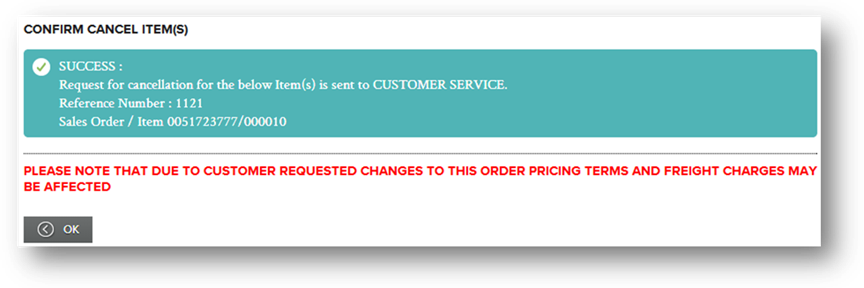 CONFIRM CANCEL ITEM(S)
SUCCESS :
Request for cancellation for the below Item(s) is sent to CUSTOMER SERVICE.
Reference Number : 1121
Sales Order / Item 0051723777/000010
PLEASE NOTE THAT DUE TO CUSTOMER REQUESTED CHANGES TO THIS ORDER PRICING TERMS AND FREIGHT CHARGES MAY
BE AFFECTED
OK